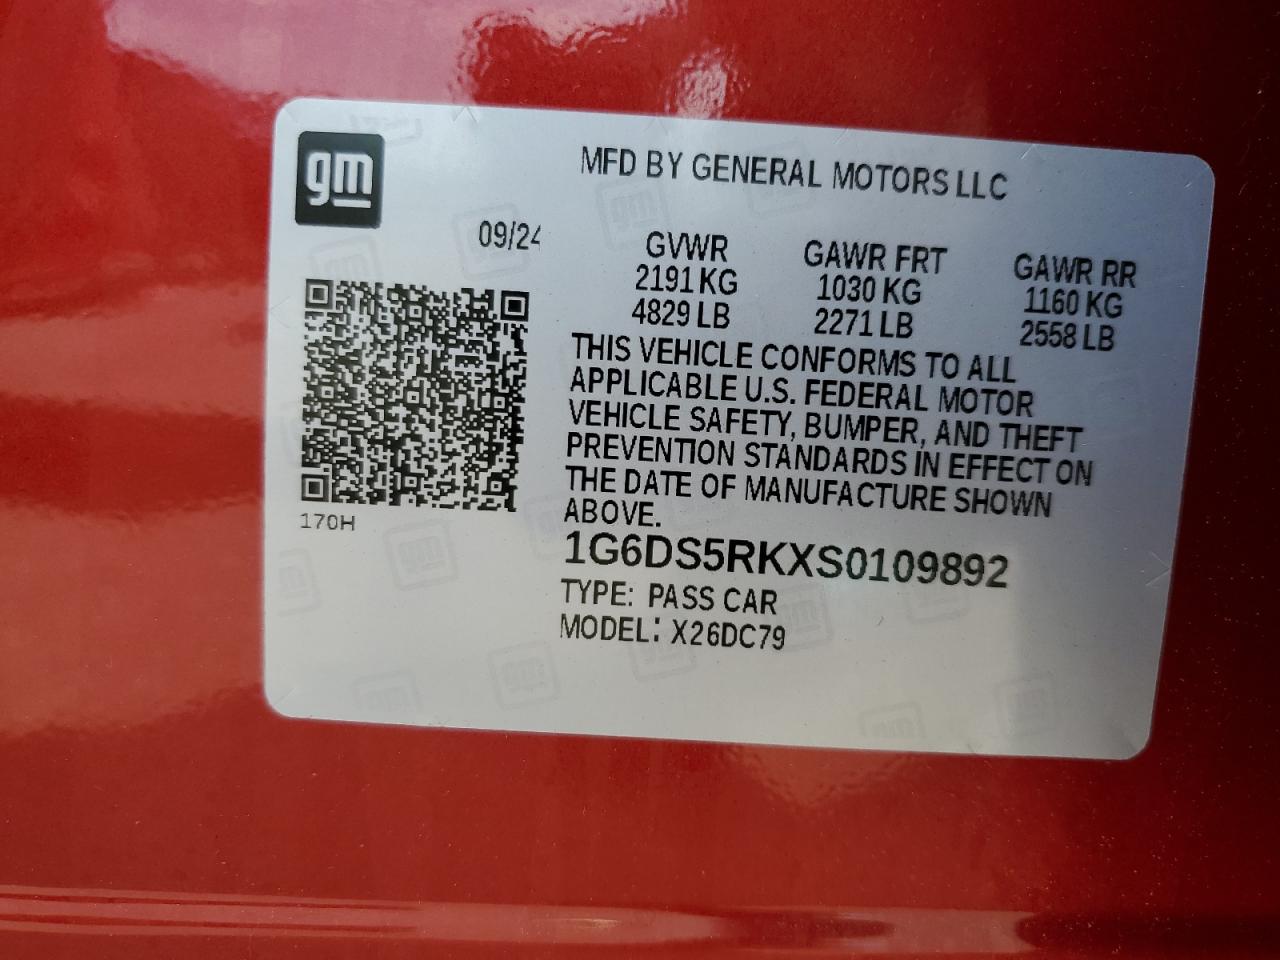 gm
MFD BY GENERAL MOTORS LLC
09/24
GVWR GAWR FRT GAWR RR
2191 KG 1030 KG 1160 KG
4829 LB 2271 LB 2558 LB
THIS VEHICLE CONFORMS TO ALL
APPLICABLE U.S. FEDERAL MOTOR
VEHICLE SAFETY, BUMPER, AND THEFT
PREVENTION STANDARDS IN EFFECT ON
THE DATE OF MANUFACTURE SHOWN
ABOVE.
170H
1G6DS5RKXS0109892
TYPE: PASS CAR
MODEL: X26DC79